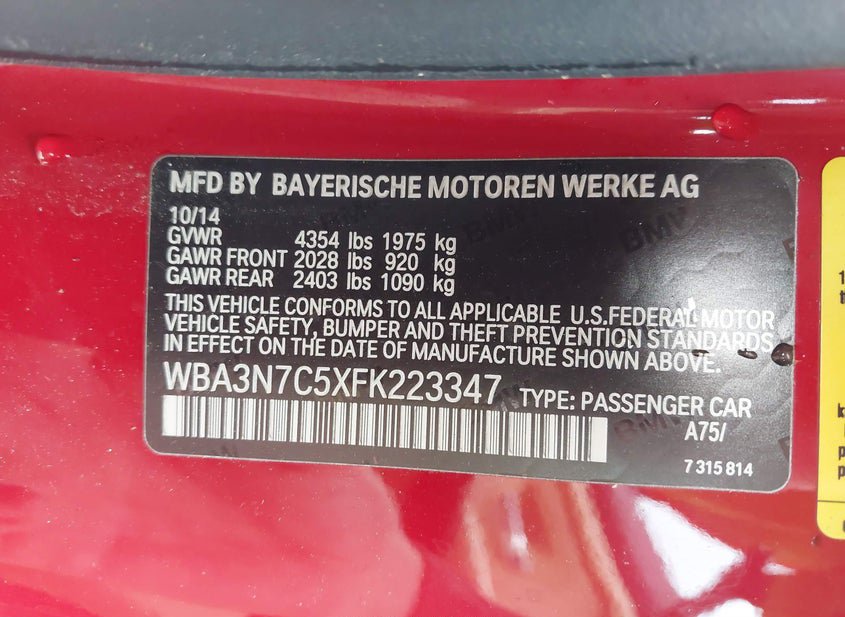 MFD BY BAYERISCHE MOTOREN WERKE AG
10/14
GVWR 4354 lbs 1975 kg
GAWR FRONT 2028 lbs 920 kg
GAWR REAR 2403 lbs 1090 kg
THIS VEHICLE CONFORMS TO ALL APPLICABLE U.S.FEDERAL MOTOR
VEHICLE SAFETY, BUMPER AND THEFT PREVENTION STANDARDS
IN EFFECT ON THE DATE OF MANUFACTURE SHOWN ABOVE.
WBA3N7C5XFK223347 TYPE: PASSENGER CAR
A75/
7 315 814